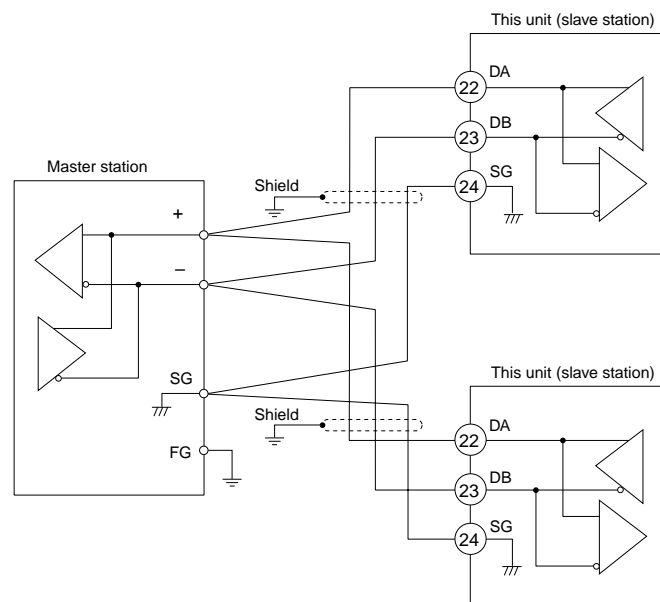 This unit (slave station)
22 DA
23 DB
24 SG
Master station
Shield
+
−
SG
FG
This unit (slave station)
Shield
22 DA
23 DB
24 SG